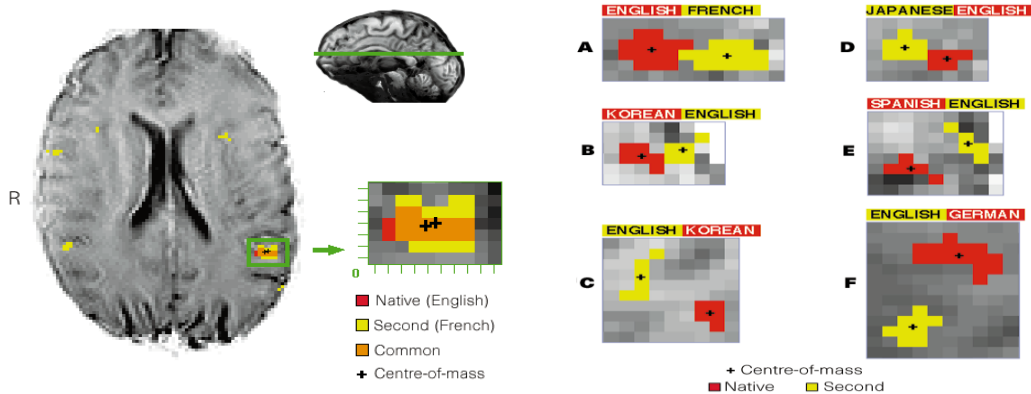 R
0
Native (English)
Second (French)
Common
Centre-of-mass
ENGLISH FRENCH
A
KOREAN ENGLISH
B
ENGLISH KOREAN
C
JAPANESE ENGLISH
D
SPANISH ENGLISH
E
ENGLISH GERMAN
F
Centre-of-mass
Native Second